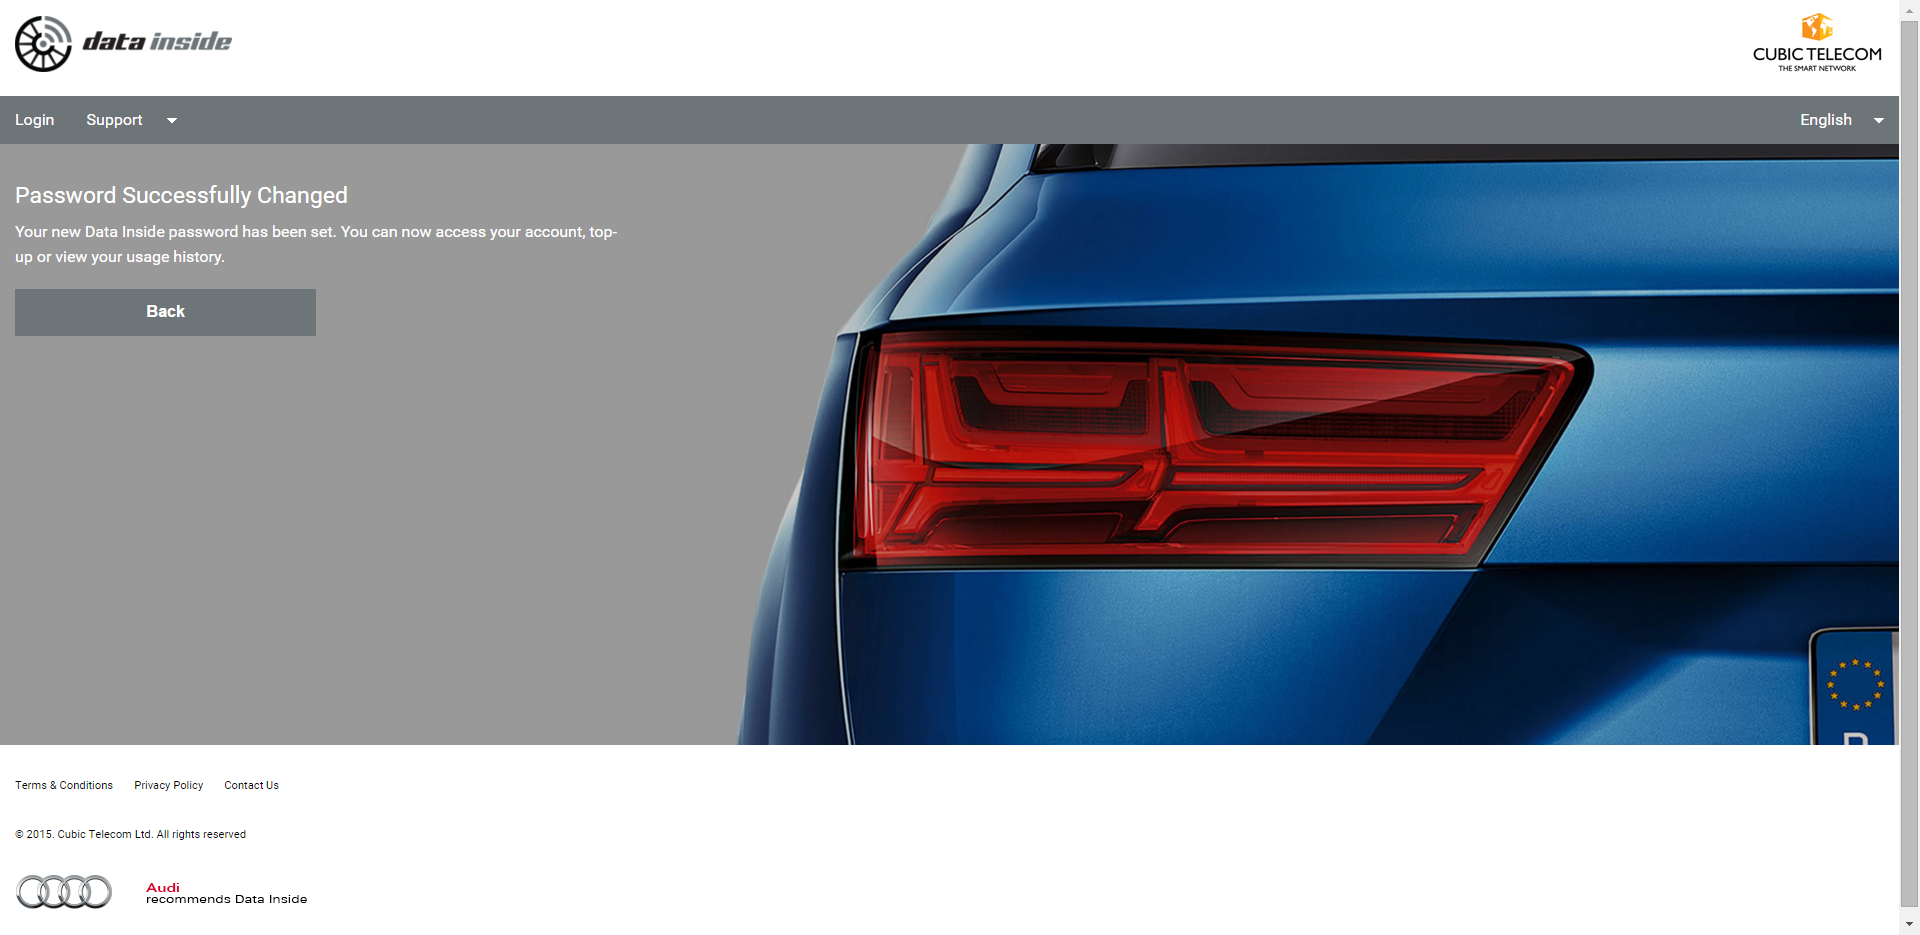 data inside
CUBIC TELECOM
THE SMART NETWORK
Login Support
English
Password Successfully Changed
Your new Data Inside password has been set. You can now access your account, top-
up or view your usage history.
Back
Terms & Conditions Privacy Policy Contact Us
© 2015. Cubic Telecom Ltd. All rights reserved
Audi
recommends Data Inside